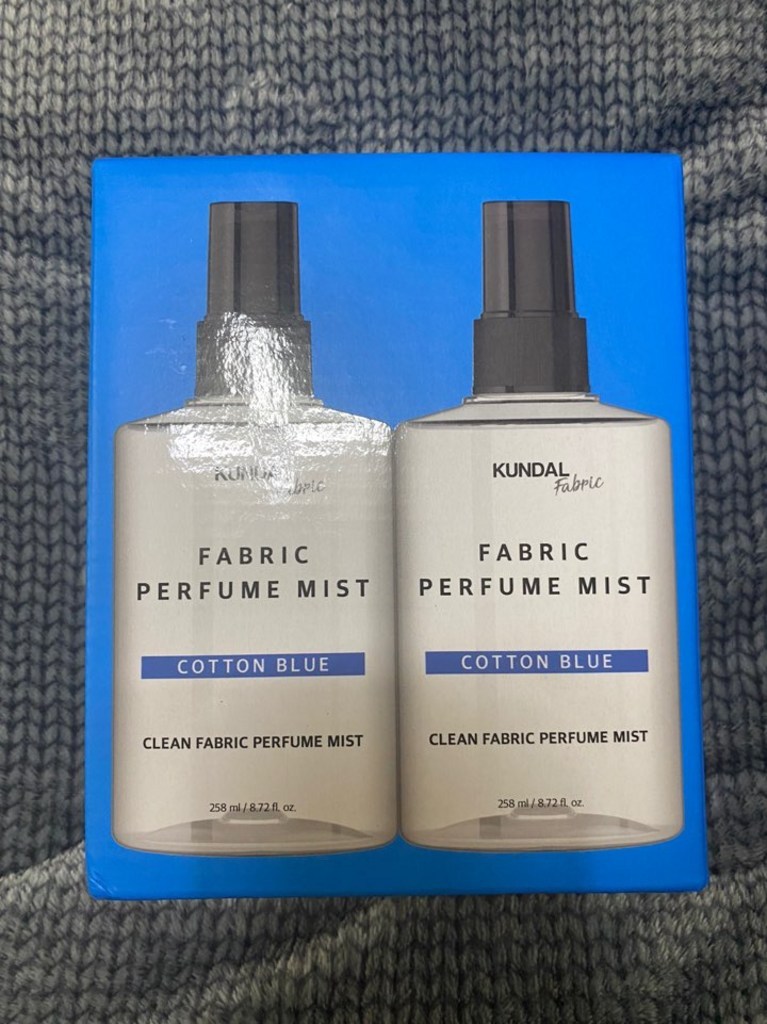 KUNDAL
Fabric
FABRIC
PERFUME MIST
COTTON BLUE
CLEAN FABRIC PERFUME MIST
258 ml / 8.72 fl. oz.
KUNDAL
Fabric
FABRIC
PERFUME MIST
COTTON BLUE
CLEAN FABRIC PERFUME MIST
258 ml / 8.72 fl. oz.